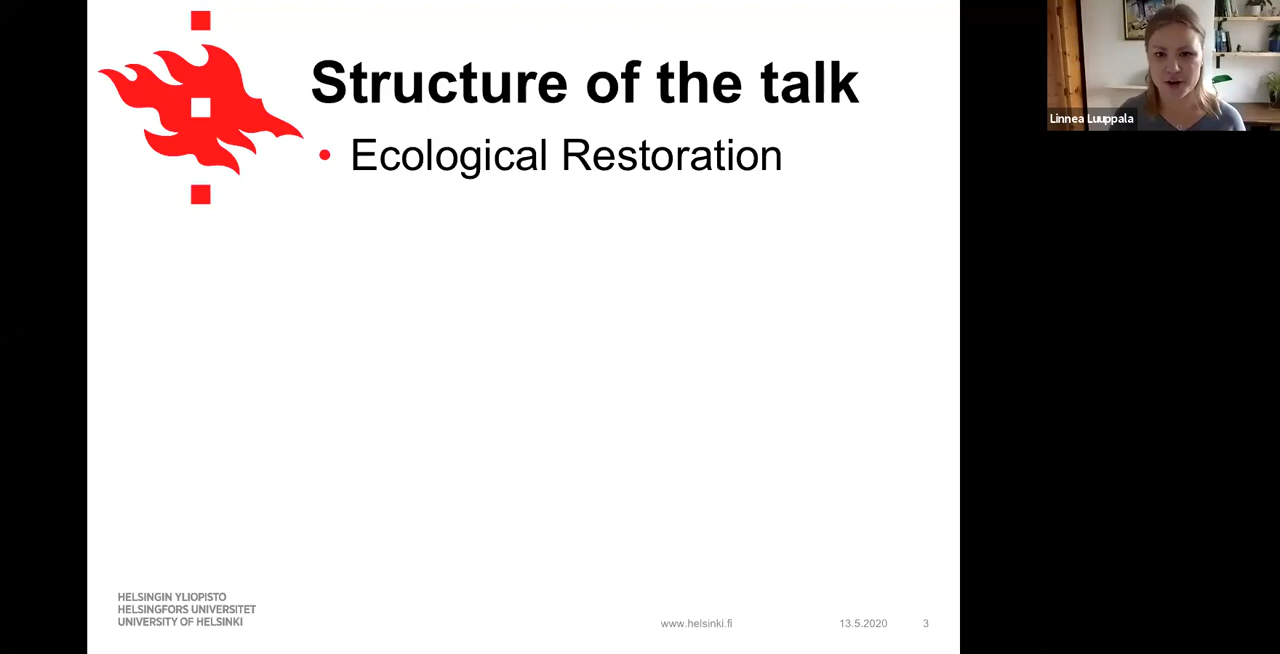 Structure of the talk
• Ecological Restoration
Linnea Luuppala
HELSINGIN YLIOPISTO
HELSINGFORS UNIVERSITET
UNIVERSITY OF HELSINKI
www.helsinki.fi
13.5.2020
3